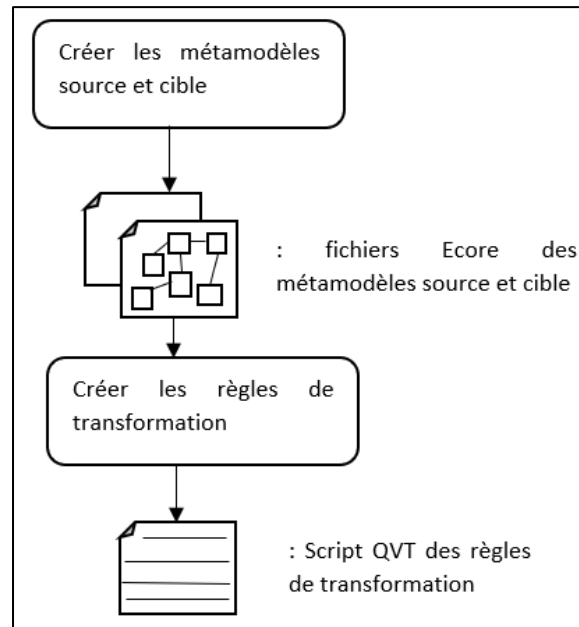 Créer les métamodèles
source et cible
: fichiers Ecore des
métamodèles source et cible
Créer les règles de
transformation
: Script QVT des règles
de transformation